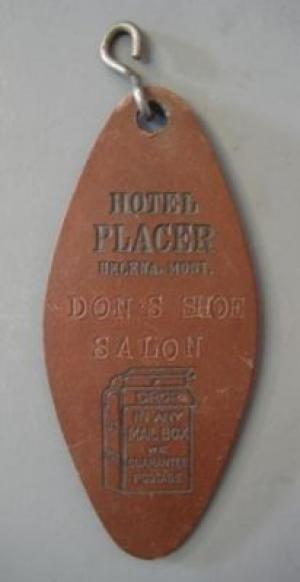 HOTEL
PLACER
HELENA, MONT.
DON'S SHOE
SALON
DROP
IN ANY
MAIL BOX
WE
GUARANTEE
POSTAGE